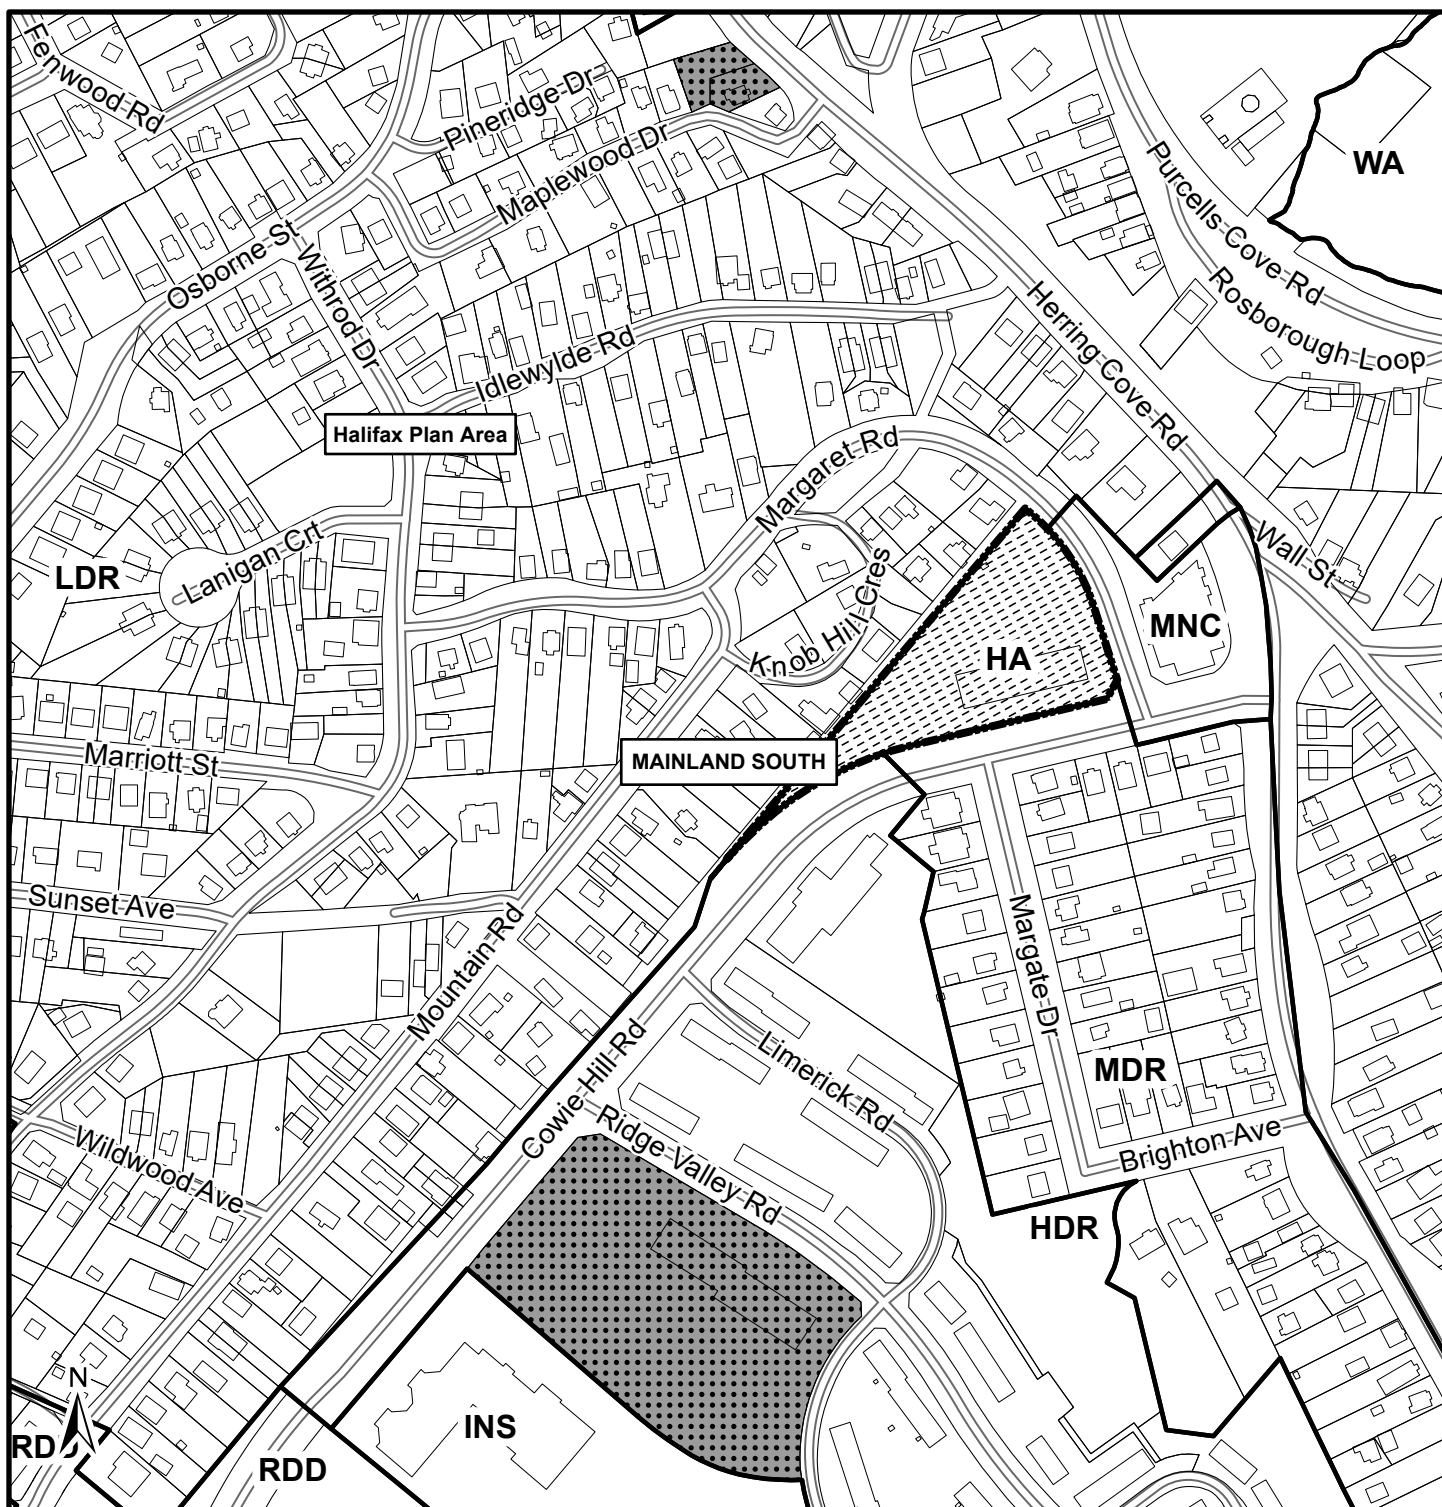 Fenwood Rd
Pineridge Dr
Maplewood Dr
WA
Purcells Cove Rd
Osborne St
Withrod Dr
Rosborough Loop
Herring Cove Rd
Idlewylde Rd
Halifax Plan Area
Margaret Rd
Wall St
Lanigan Crt
LDR
Knob Hill Cres
MNC
HA
MAINLAND SOUTH
Marriott St
Sunset Ave
Mountain Rd
Margate Dr
Cowie Hill Rd
Limerick Rd
MDR
Ridge Valley Rd
Brighton Ave
Wildwood Ave
HDR
N
RDD
INS
RDD